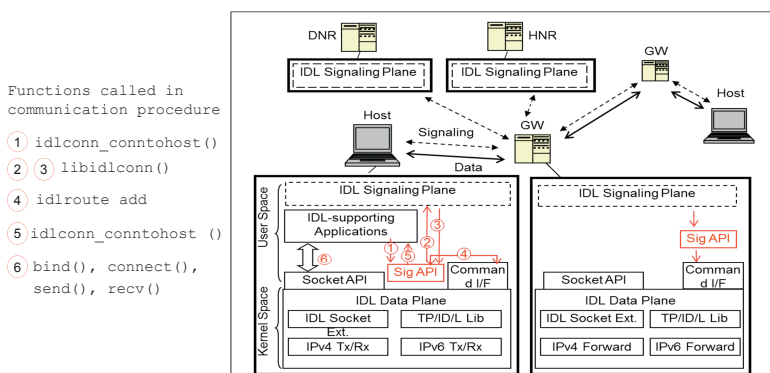 Functions called in
communication procedure
1 idlconn_conntohost()
2 3 libidlconn()
4 idlroute add
5 idlconn_conntohost ()
6 bind(), connect(),
send(), recv()
DNR
HNR
IDL Signaling Plane
IDL Signaling Plane
GW
Host
Host
Signaling
GW
Data
User Space
IDL Signaling Plane
IDL-supporting
Applications
1
5
2
3
4
6
Sig API
Socket API
Comman
d I/F
Kernel Space
IDL Data Plane
IDL Socket
Ext.
TP/ID/L Lib
IPv4 Tx/Rx
IPv6 Tx/Rx
IDL Signaling Plane
Sig API
Socket API
Comman
d I/F
IDL Data Plane
IDL Socket Ext.
TP/ID/L Lib
IPv4 Forward
IPv6 Forward